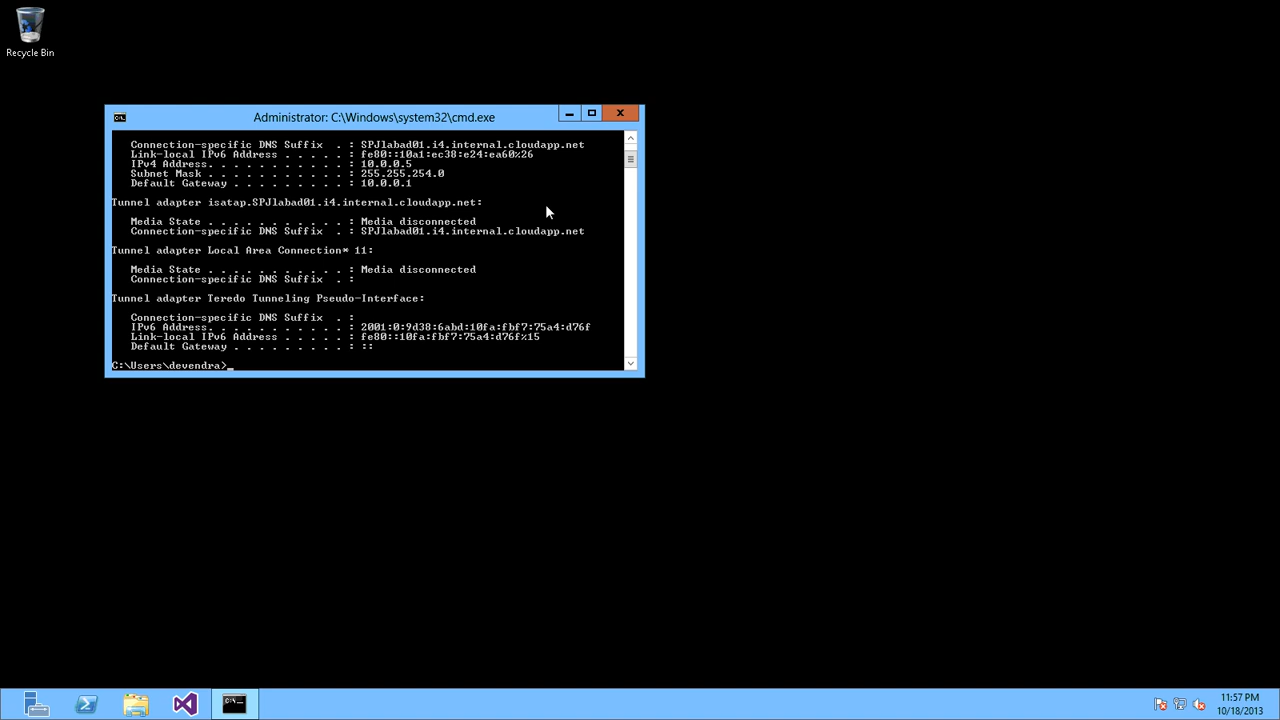 Recycle Bin
Administrator: C:\Windows\system32\cmd.exe
Connection-specific DNS Suffix . : SPJlabad01.i4.internal.cloudapp.net
Link-local IPv6 Address . . . . . : fe80::10a1:ec38:e24:ea60%26
IPv4 Address. . . . . . . . . . . : 10.0.0.5
Subnet Mask . . . . . . . . . . . : 255.255.254.0
Default Gateway . . . . . . . . . : 10.0.0.1
Tunnel adapter isatap.SPJlabad01.i4.internal.cloudapp.net:
Media State . . . . . . . . . . . : Media disconnected
Connection-specific DNS Suffix . : SPJlabad01.i4.internal.cloudapp.net
Tunnel adapter Local Area Connection* 11:
Media State . . . . . . . . . . . : Media disconnected
Connection-specific DNS Suffix . :
Tunnel adapter Teredo Tunneling Pseudo-Interface:
Connection-specific DNS Suffix . :
IPv6 Address. . . . . . . . . . . : 2001:0:9d38:6abd:10fa:fbf7:75a4:d76f
Link-local IPv6 Address . . . . . : fe80::10fa:fbf7:75a4:d76f%15
Default Gateway . . . . . . . . . : ::
C:\Users\devendra>_
11:57 PM
10/18/2013